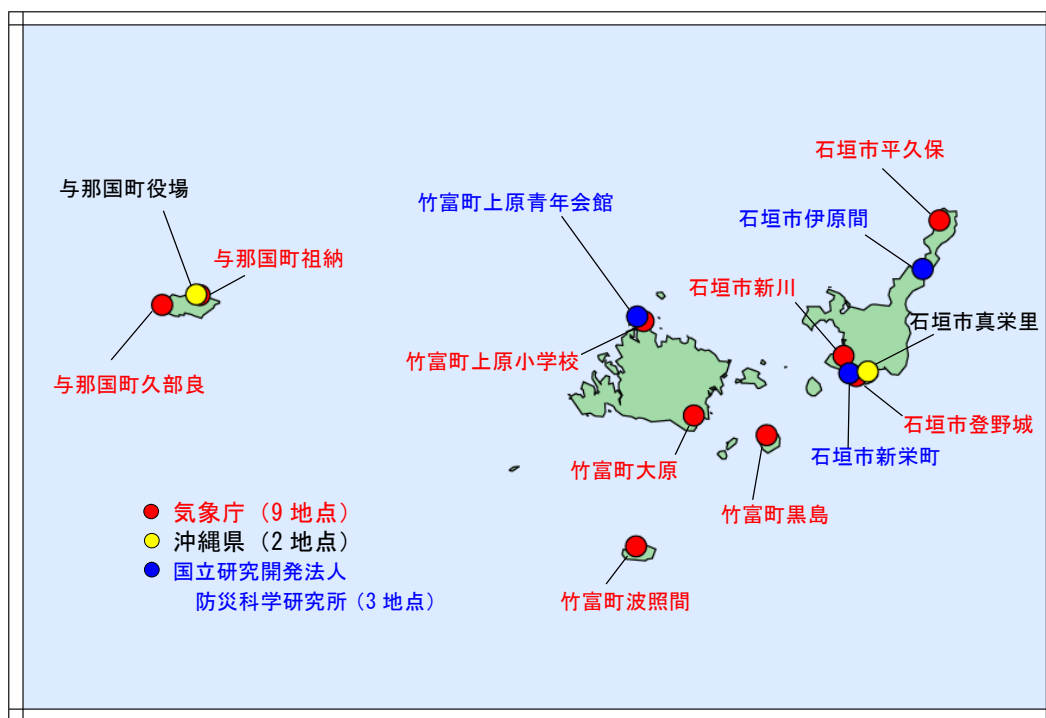 石垣市平久保
与那国町役場
竹富町上原青年会館
石垣市伊原間
与那国町祖納
石垣市新川
石垣市真栄里
竹富町上原小学校
与那国町久部良
石垣市登野城
石垣市新栄町
竹富町大原
竹富町黒島
気象庁（9地点）
沖縄県（2地点）
国立研究開発法人
防災科学研究所（3地点）
竹富町波照間